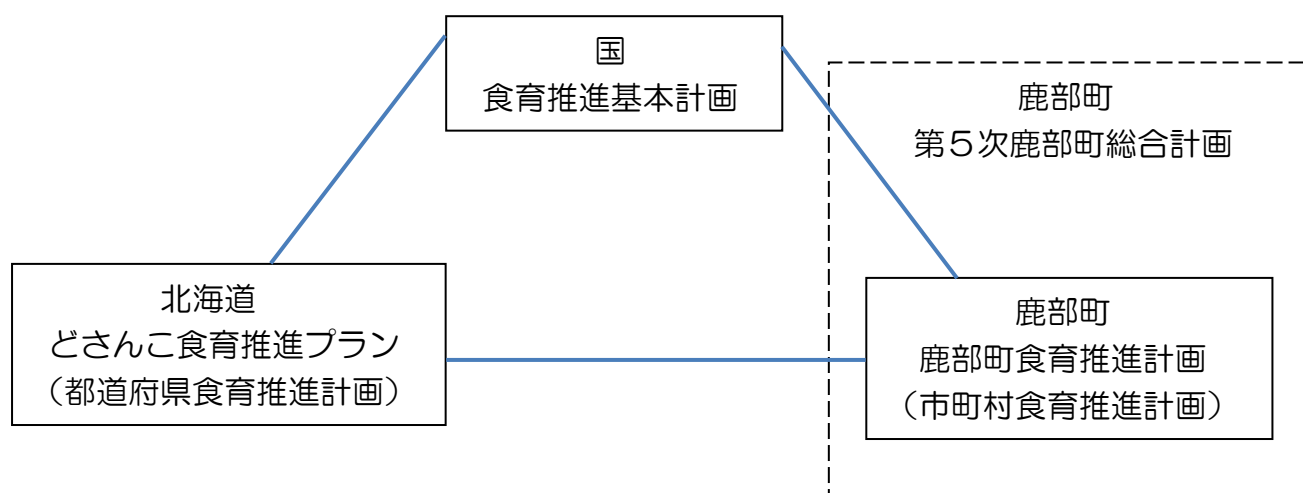 国
食育推進基本計画
鹿部町
第５次鹿部町総合計画
北海道
どさんこ食育推進プラン
（都道府県食育推進計画）
鹿部町
鹿部町食育推進計画
（市町村食育推進計画）